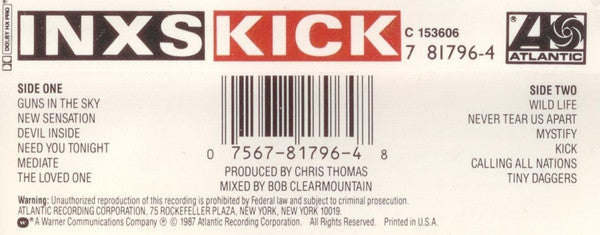 DOLBY HX PRO
INXS KICK
C 153606
7 81796-4
ATLANTIC
SIDE ONE
GUNS IN THE SKY
NEW SENSATION
DEVIL INSIDE
NEED YOU TONIGHT
MEDIATE
THE LOVED ONE
0 7567-81796-4 8
PRODUCED BY CHRIS THOMAS
MIXED BY BOB CLEARMOUNTAIN
SIDE TWO
WILD LIFE
NEVER TEAR US APART
MYSTIFY
KICK
CALLING ALL NATIONS
TINY DAGGERS
Warning: Unauthorized reproduction of this recording is prohibited by Federal law and subject to criminal prosecution.
ATLANTIC RECORDING CORPORATION, 75 ROCKEFELLER PLAZA, NEW YORK, NEW YORK 10019.
A Warner Communications Company ℗ © 1987 Atlantic Recording Corporation. Printed in U.S.A.